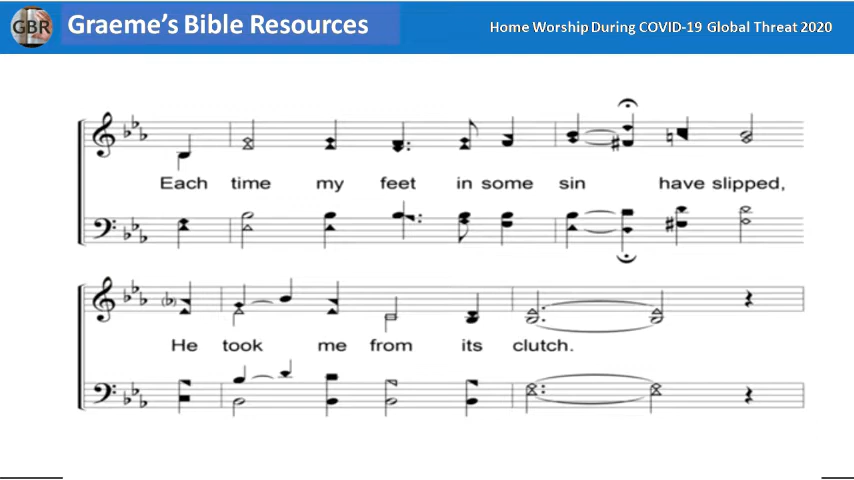 GBR
Graeme's Bible Resources
Home Worship During COVID-19 Global Threat 2020
Each time my feet in some sin have slipped,
He took me from its clutch.